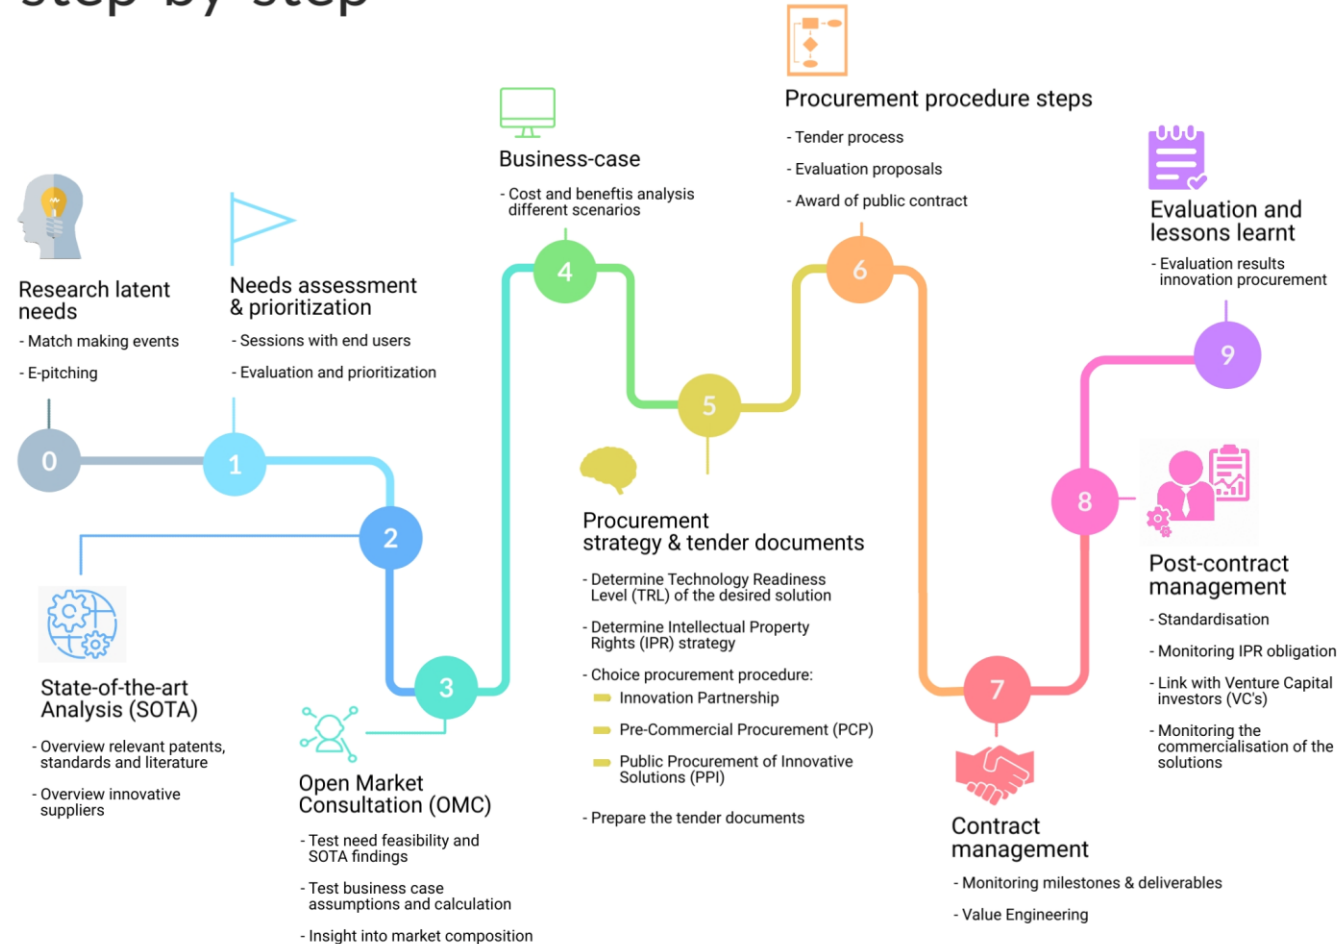 step-by-step
0
Research latent
needs
- Match making events
- E-pitching
1
Needs assessment
& prioritization
- Sessions with end users
- Evaluation and prioritization
2
State-of-the-art
Analysis (SOTA)
- Overview relevant patents,
standards and literature
- Overview innovative
suppliers
3
Open Market
Consultation (OMC)
- Test need feasibility and
SOTA findings
- Test business case
assumptions and calculation
- Insight into market composition
4
Business-case
- Cost and beneftis analysis
different scenarios
5
Procurement
strategy & tender documents
- Determine Technology Readiness
Level (TRL) of the desired solution
- Determine Intellectual Property
Rights (IPR) strategy
- Choice procurement procedure:
Innovation Partnership
Pre-Commercial Procurement (PCP)
Public Procurement of Innovative
Solutions (PPI)
- Prepare the tender documents
6
Procurement procedure steps
- Tender process
- Evaluation proposals
- Award of public contract
7
Contract
management
- Monitoring milestones & deliverables
- Value Engineering
8
Post-contract
management
- Standardisation
- Monitoring IPR obligation
- Link with Venture Capital
investors (VC's)
- Monitoring the
commercialisation of the
solutions
9
Evaluation and
lessons learnt
- Evaluation results
innovation procurement